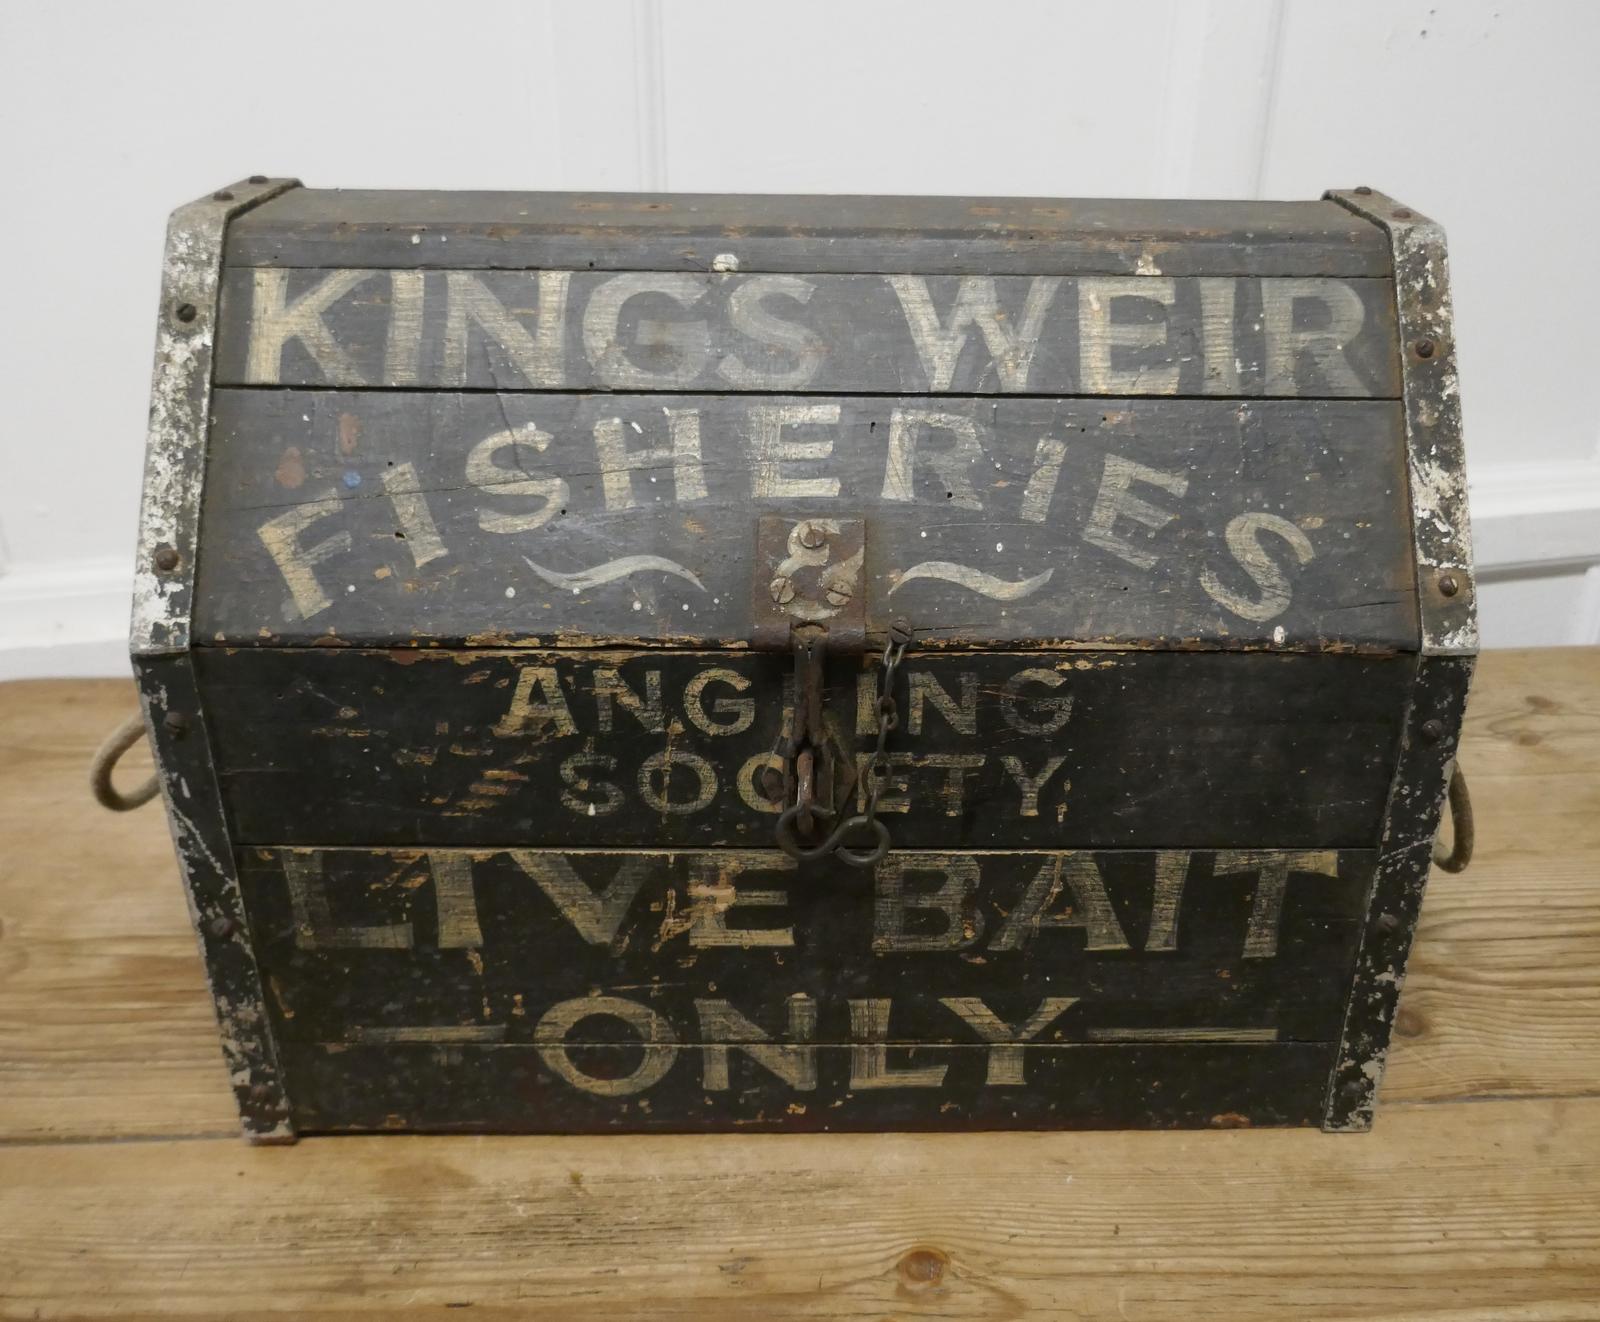 KINGS WEIR
FISHERIES
&
ANGLING
SOCIETY
LIVE BAIT
ONLY